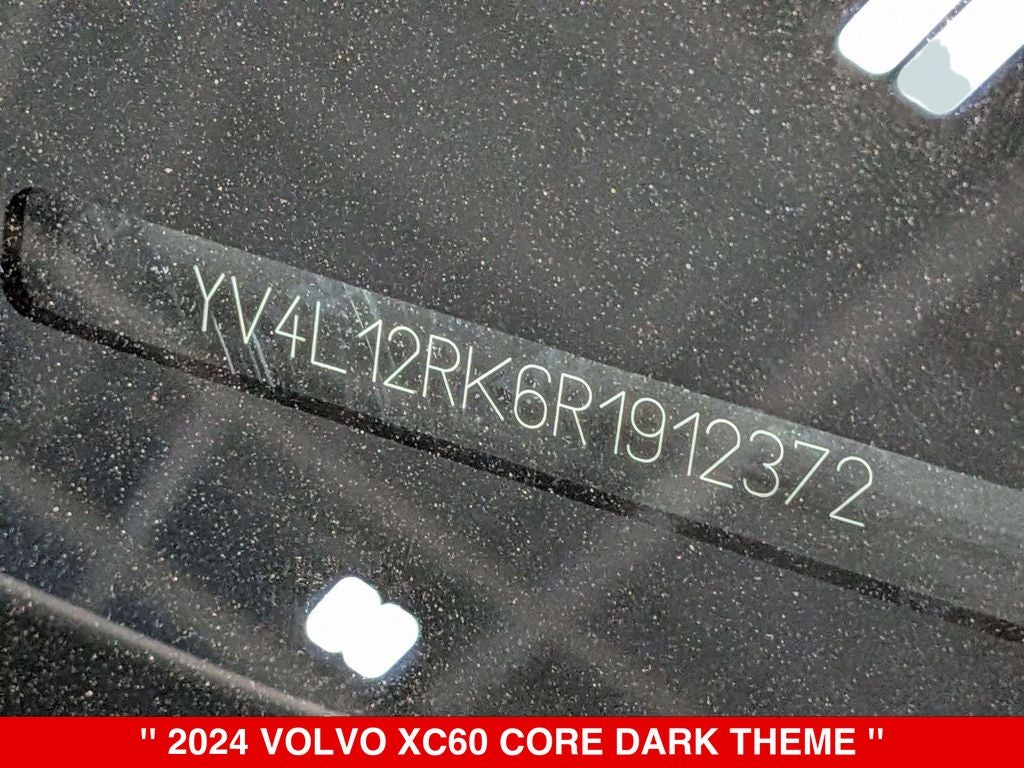 YV4L12RK6R1912372
" 2024 VOLVO XC60 CORE DARK THEME "